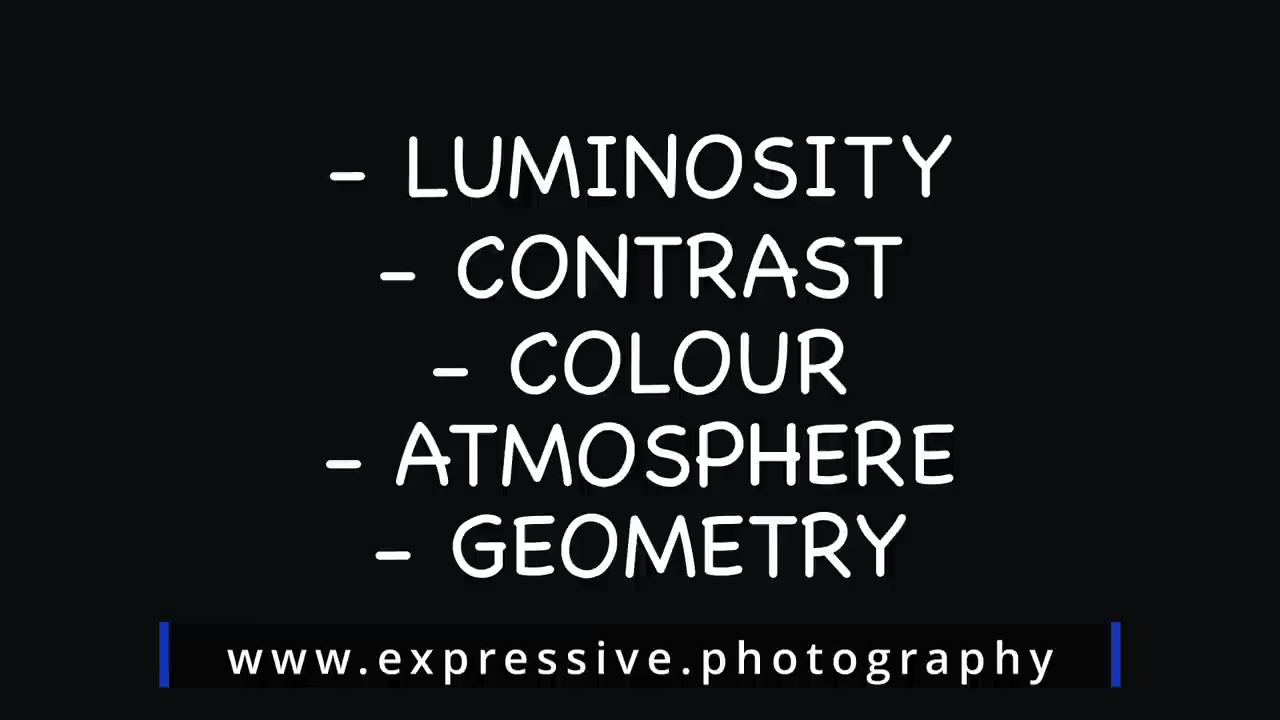 - LUMINOSITY
- CONTRAST
- COLOUR
- ATMOSPHERE
- GEOMETRY
www.expressive.photography